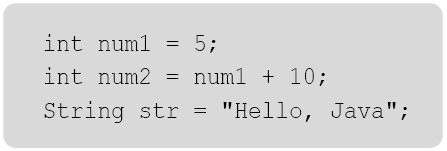 int num1 = 5;
int num2 = num1 + 10;
String str = "Hello, Java";